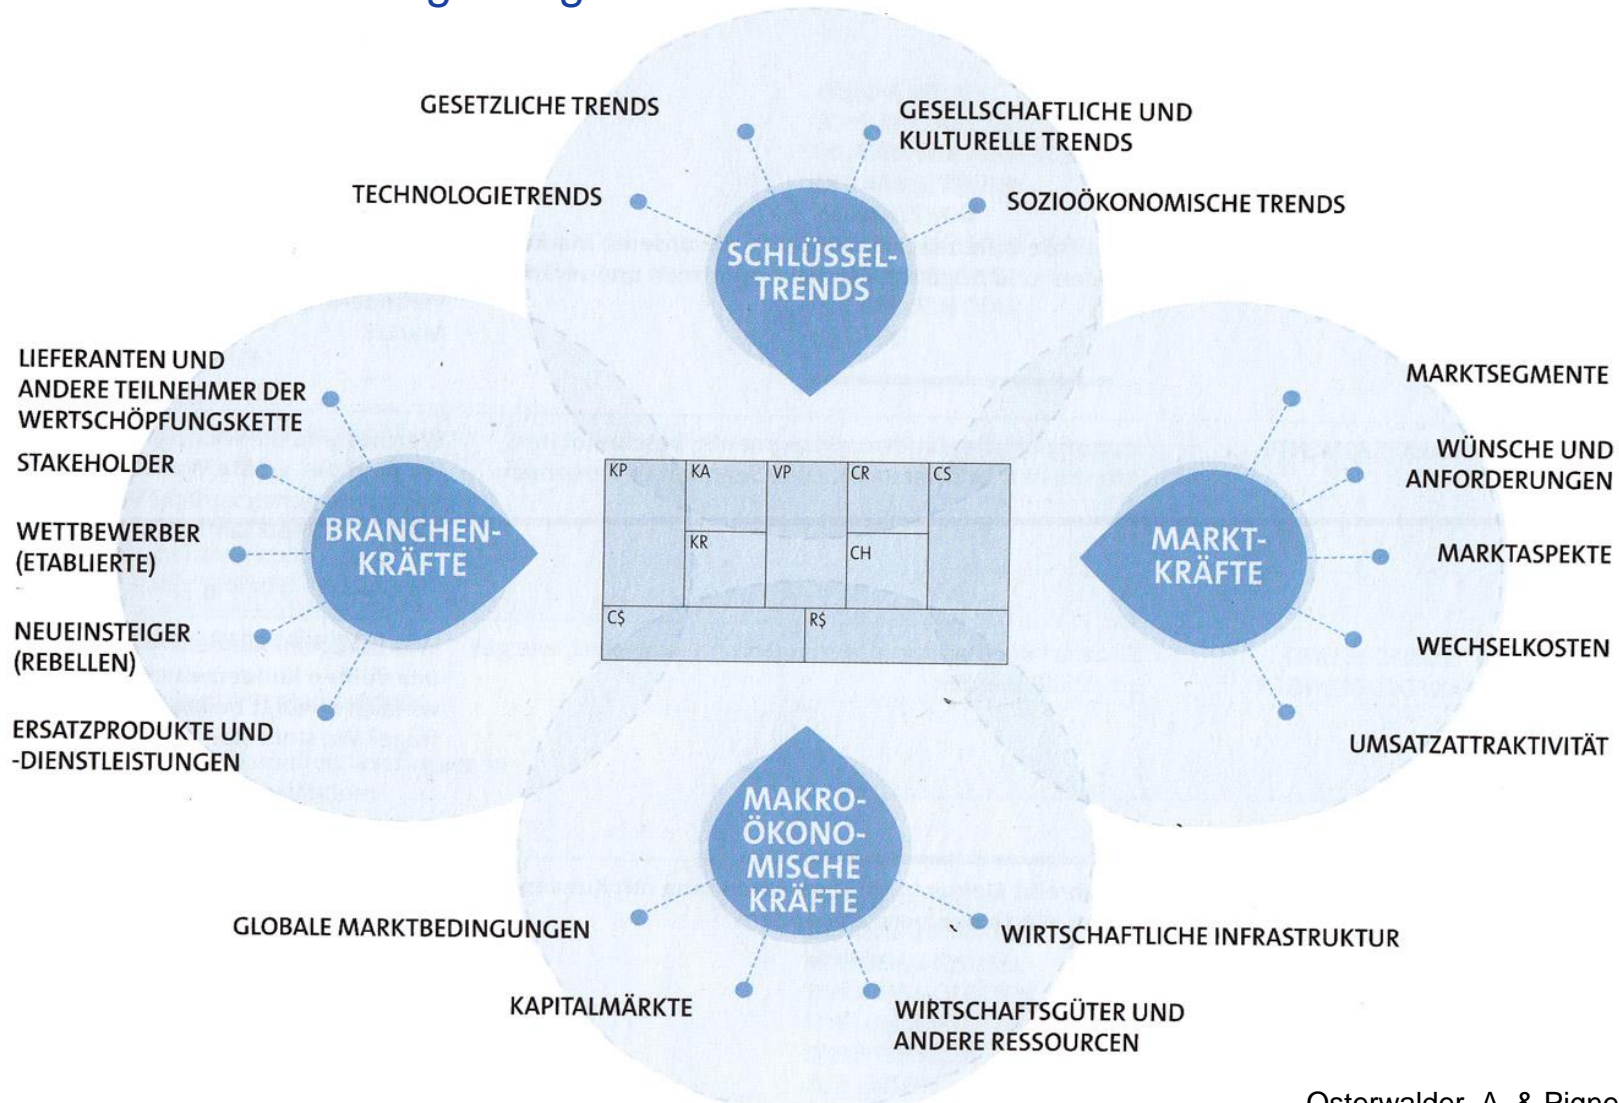 GESETZLICHE TRENDS
GESELLSCHAFTLICHE UND
KULTURELLE TRENDS
TECHNOLOGIETRENDS
SOZIOÖKONOMISCHE TRENDS
SCHLÜSSEL-
TRENDS
LIEFERANTEN UND
ANDERE TEILNEHMER DER
WERTSCHÖPFUNGSKETTE
STAKEHOLDER
WETTBEWERBER
(ETABLIERTE)
NEUEINSTEIGER
(REBELLEN)
ERSATZPRODUKTE UND
-DIENSTLEISTUNGEN
BRANCHEN-
KRÄFTE
KP KA VP CR CS
KR CH
C$ R$
MARKT-
KRÄFTE
MARKTSEGMENTE
WÜNSCHE UND
ANFORDERUNGEN
MARKTASPEKTE
WECHSELKOSTEN
UMSATZATTRAKTIVITÄT
MAKRO-
ÖKONO-
MISCHE
KRÄFTE
GLOBALE MARKTBEDINGUNGEN
WIRTSCHAFTLICHE INFRASTRUKTUR
KAPITALMÄRKTE
WIRTSCHAFTSGÜTER UND
ANDERE RESSOURCEN
Osterwalder, A. &